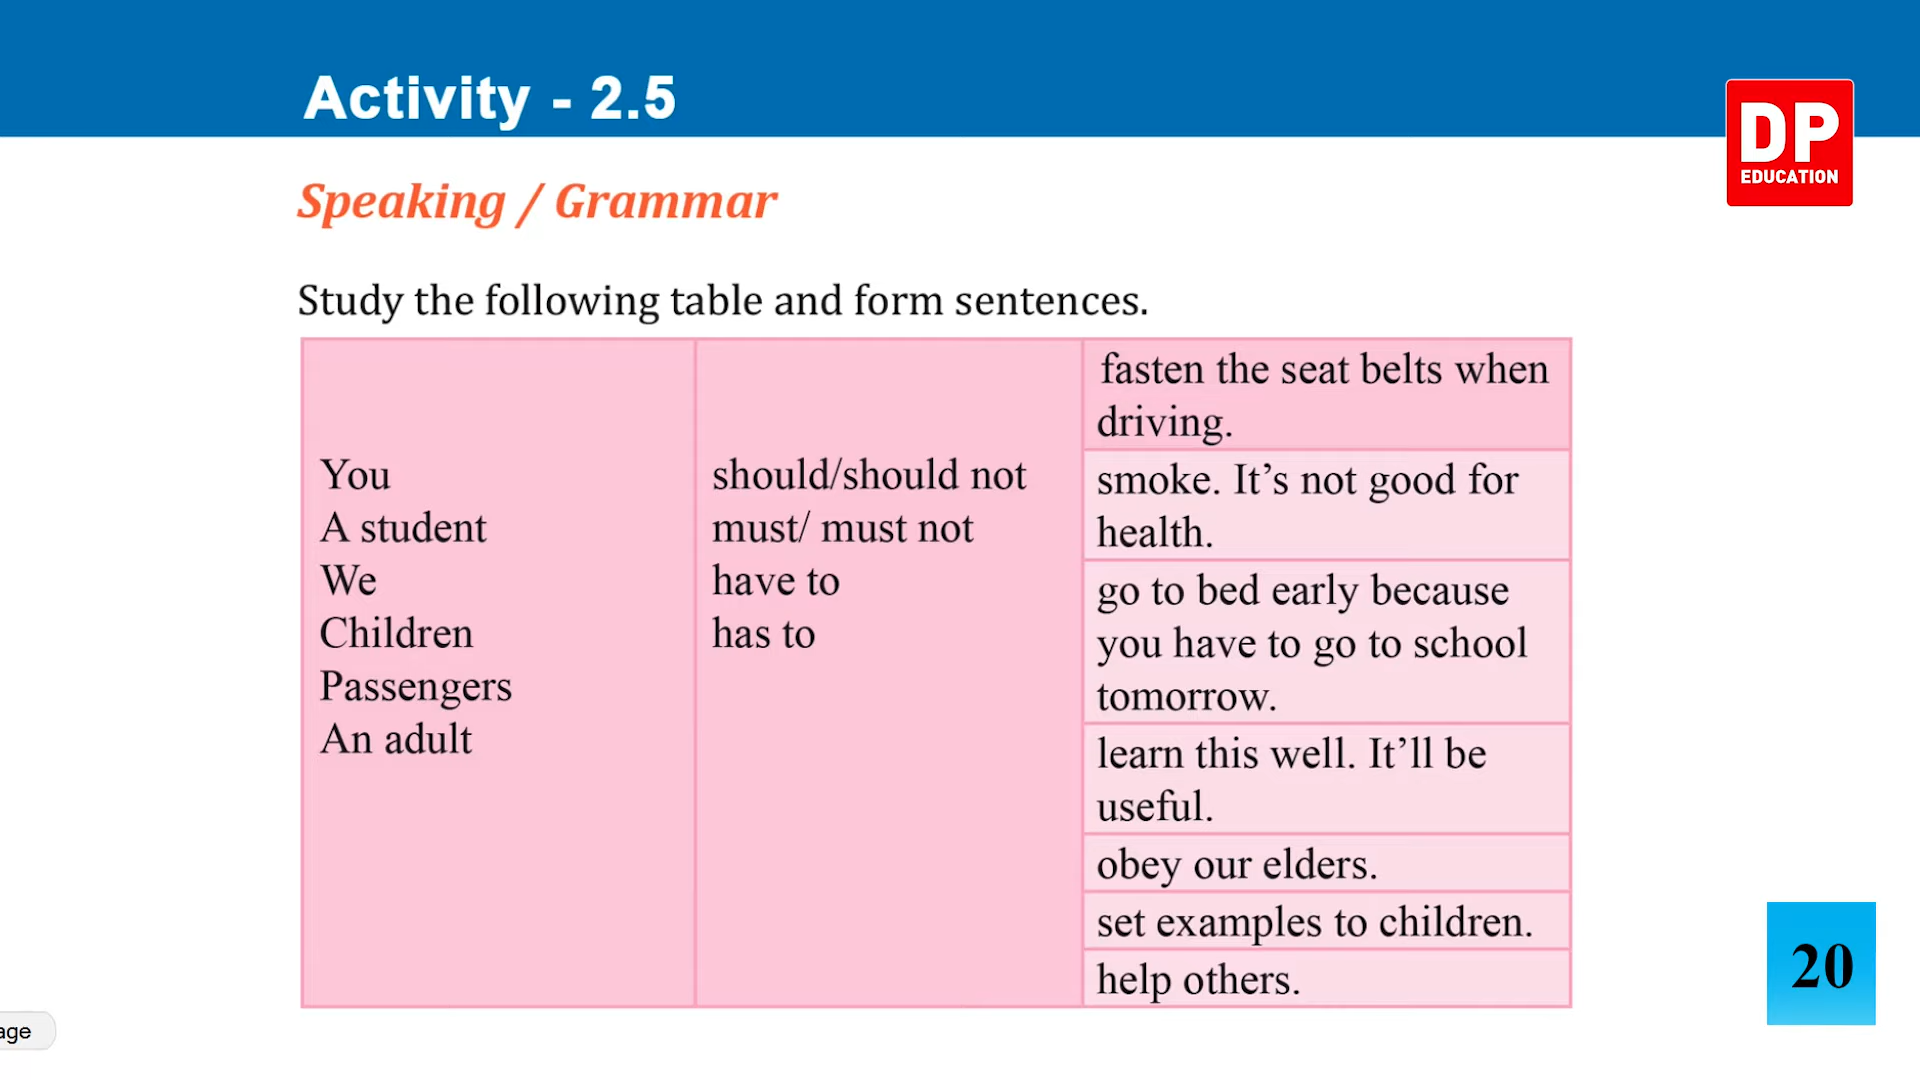 Activity - 2.5
DP
EDUCATION
Speaking / Grammar
Study the following table and form sentences.
You
A student
We
Children
Passengers
An adult
should/should not
must/ must not
have to
has to
fasten the seat belts when
driving.
smoke. It’s not good for
health.
go to bed early because
you have to go to school
tomorrow.
learn this well. It’ll be
useful.
obey our elders.
set examples to children.
help others.
20
age